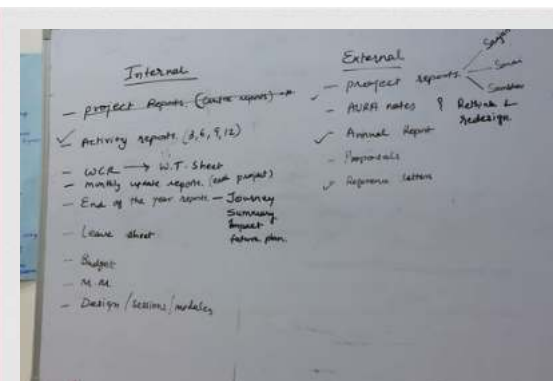 Internal
- project Reports. (centre reports)
✓ Activity reports. (3,6,9,12)
- WCR → W.T. Sheet
- monthly update reports. (each project)
- End of the year reports - Journey
Summary
Impact
future plan.
- Leave sheet
- Budget
- M.M.
- Design / sessions / modules
External
✓ - project reports.
- AURA notes & Rethink &
redesign
✓ Annual Report
- Proposals
✓ Reference Letters